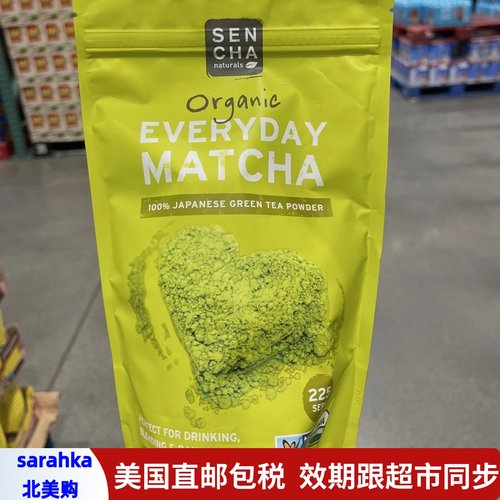 SEN
CHA
naturals
Organic
EVERYDAY
MATCHA
100% JAPANESE GREEN TEA POWDER
225
PERFECT FOR DRINKING,
sarahka
北美购
美国直邮包税 效期跟超市同步